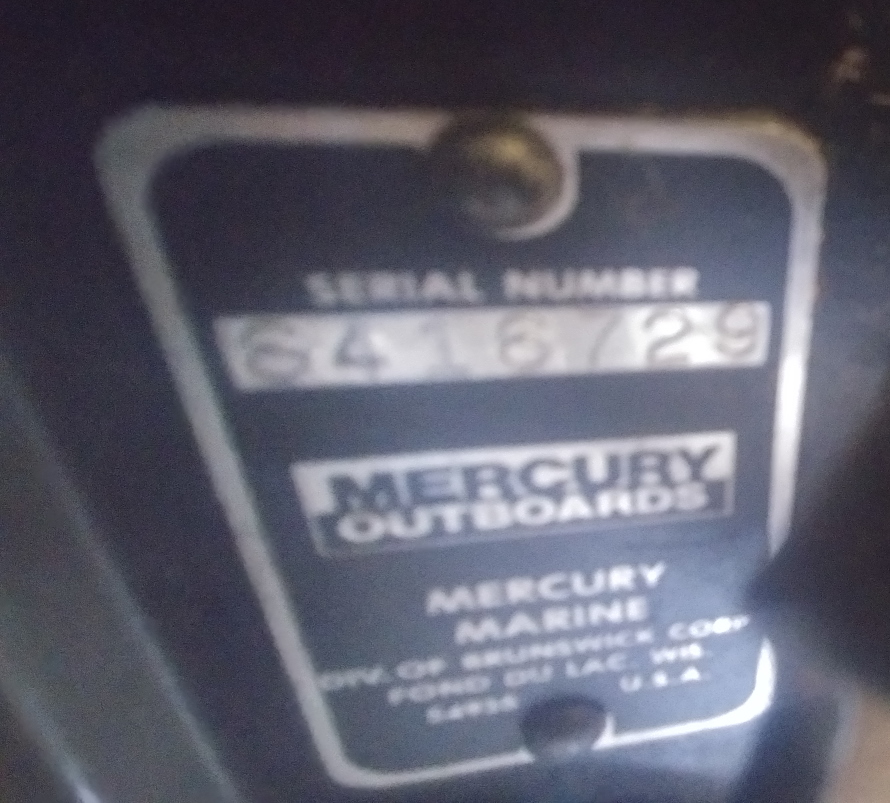 SERIAL NUMBER
6416729
MERCURY
OUTBOARDS
MERCURY
MARINE
DIV. OF BRUNSWICK CORP
FOND DU LAC, WIS.
54935 U.S.A.